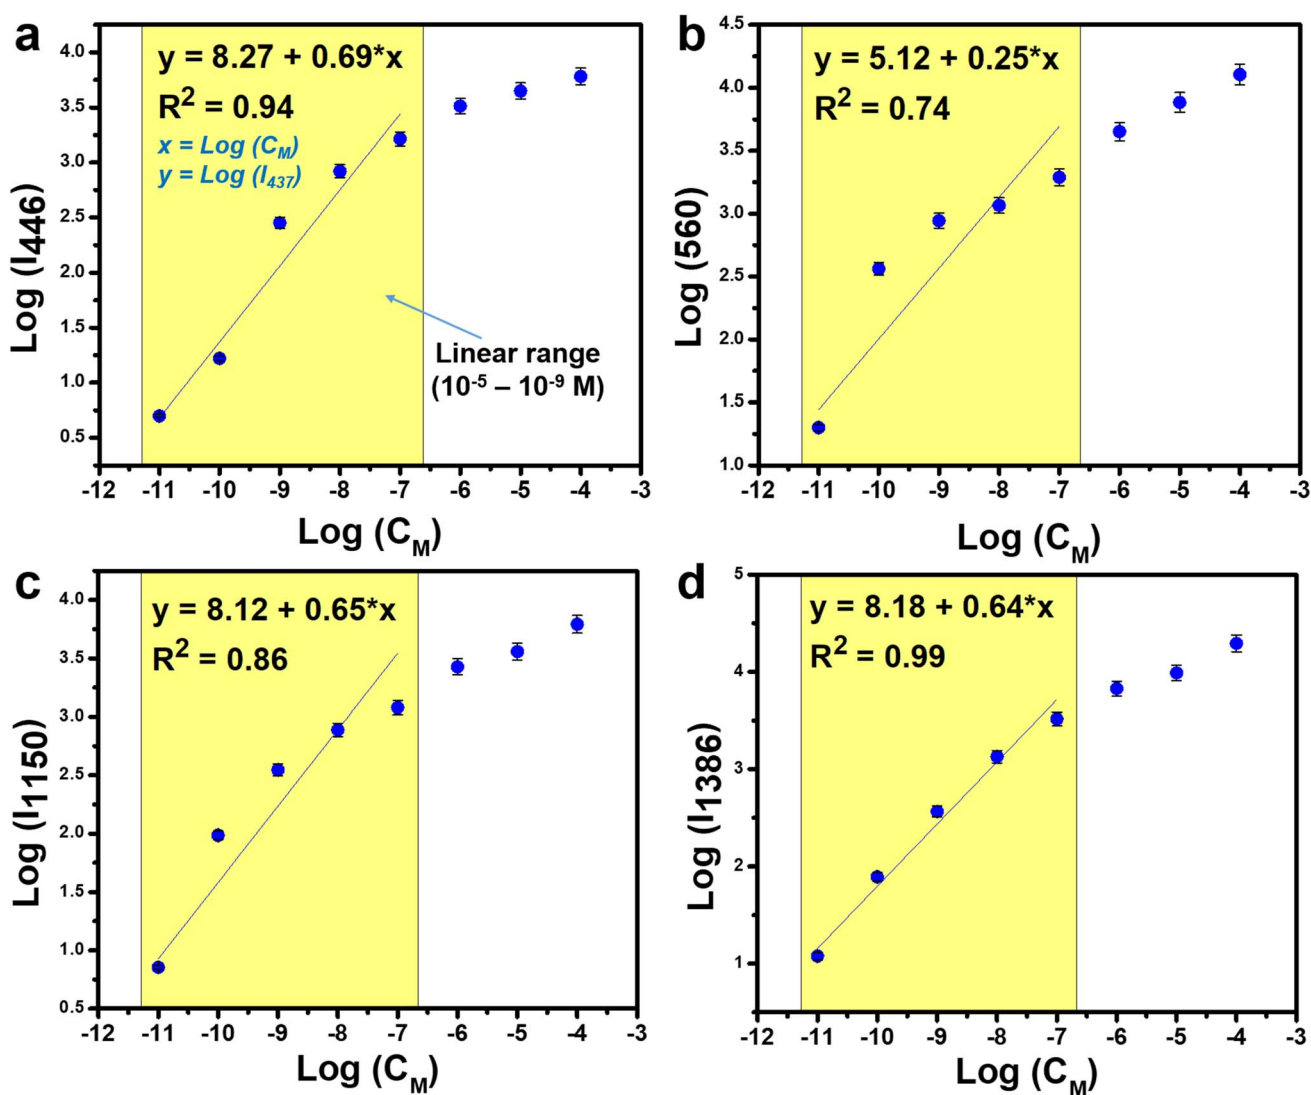 a
y = 8.27 + 0.69*x
R² = 0.94
x = Log (C_M)
y = Log (I_437)
Linear range
(10⁻⁵ – 10⁻⁹ M)
Log (I446)
4.0
3.5
3.0
2.5
2.0
1.5
1.0
0.5
-12 -11 -10 -9 -8 -7 -6 -5 -4 -3
Log (C_M)
b
y = 5.12 + 0.25*x
R² = 0.74
Log (560)
4.5
4.0
3.5
3.0
2.5
2.0
1.5
1.0
-12 -11 -10 -9 -8 -7 -6 -5 -4 -3
Log (C_M)
c
y = 8.12 + 0.65*x
R² = 0.86
Log (I1150)
4.0
3.5
3.0
2.5
2.0
1.5
1.0
0.5
-12 -11 -10 -9 -8 -7 -6 -5 -4 -3
Log (C_M)
d
y = 8.18 + 0.64*x
R² = 0.99
Log (I1386)
5
4
3
2
1
-12 -11 -10 -9 -8 -7 -6 -5 -4 -3
Log (C_M)